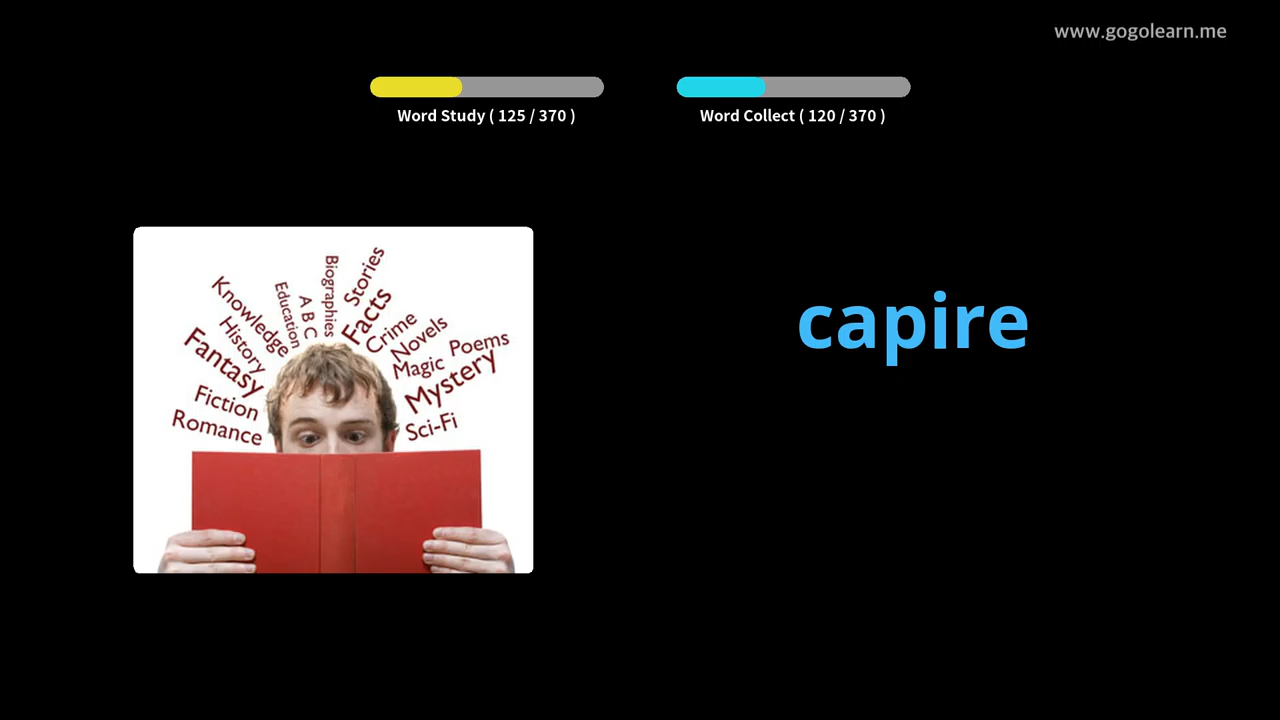 www.gogolearn.me
Word Study ( 125 / 370 )
Word Collect ( 120 / 370 )
Romance
Fiction
Fantasy
History
Knowledge
Education
A B C
Biographies
Stories
Facts
Crime
Novels
Magic
Poems
Mystery
Sci-Fi
capire